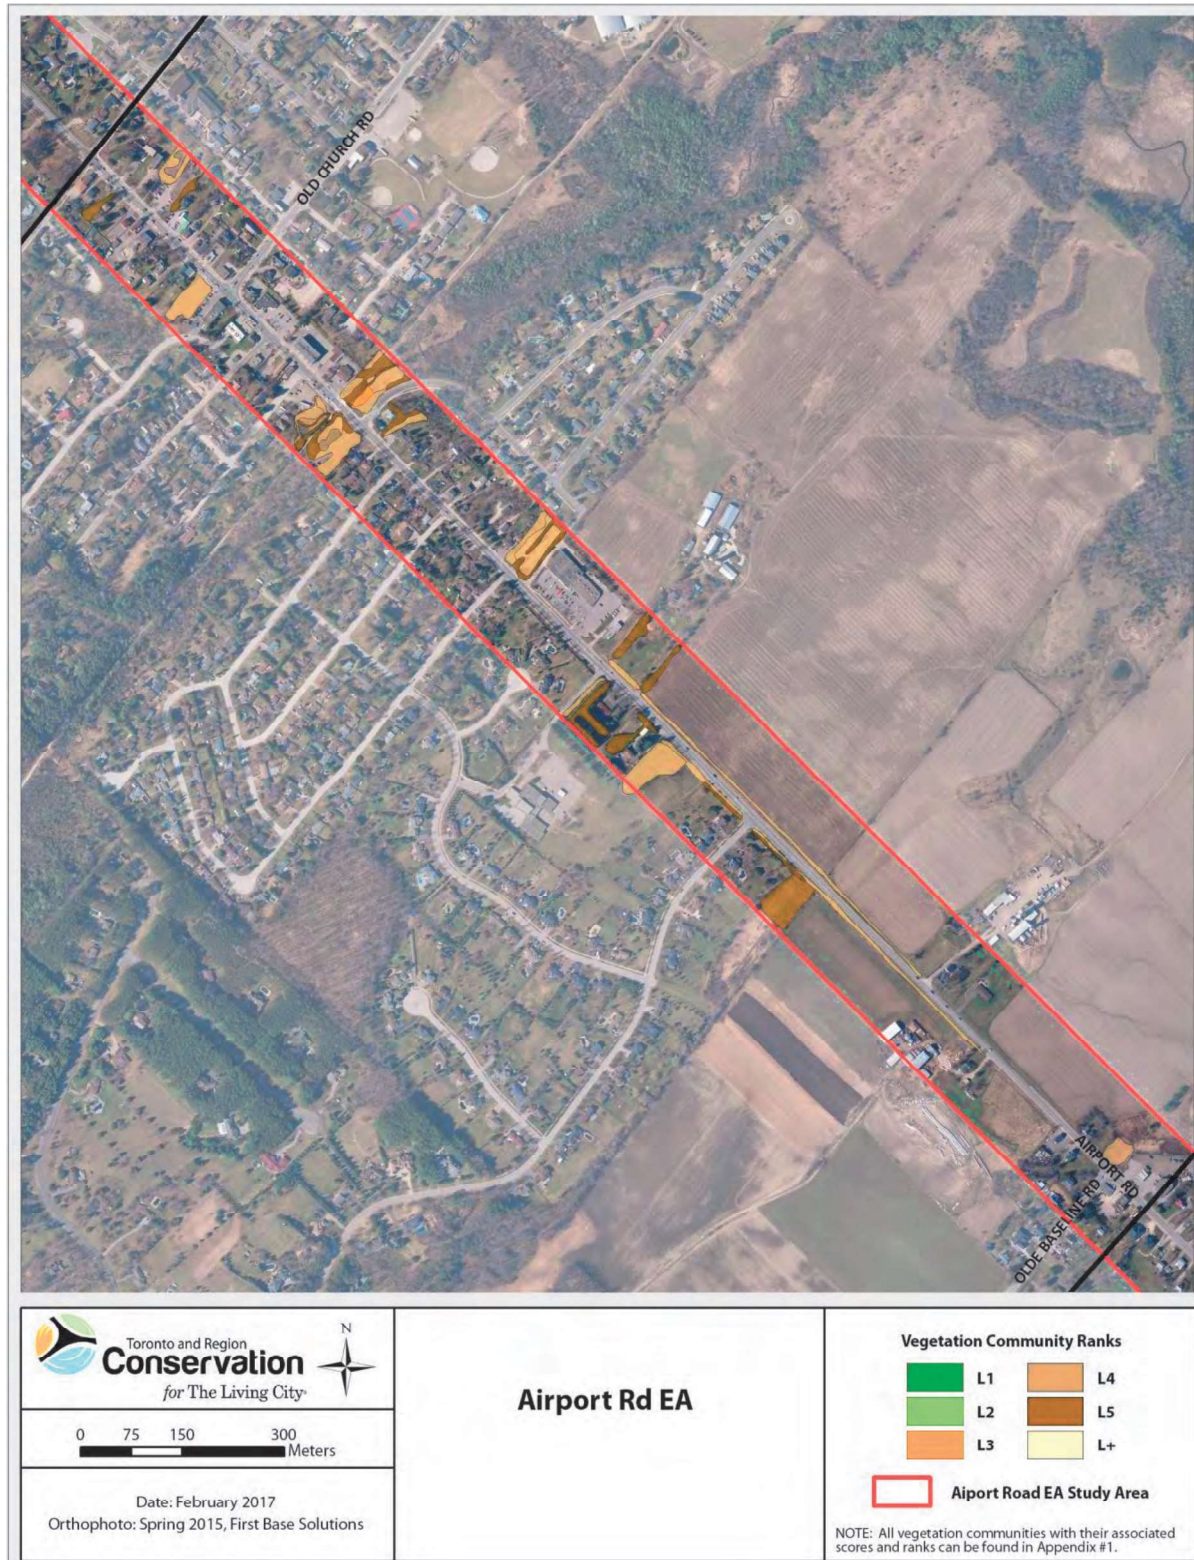 OLD CHURCH RD
AIRPORT RD
OLDE BASELINE RD
Toronto and Region
Conservation
for The Living City
N
0 75 150 300
Meters
Date: February 2017
Orthophoto: Spring 2015, First Base Solutions
Airport Rd EA
Vegetation Community Ranks
L1 L4
L2 L5
L3 L+
Aiport Road EA Study Area
NOTE: All vegetation communities with their associated
scores and ranks can be found in Appendix #1.